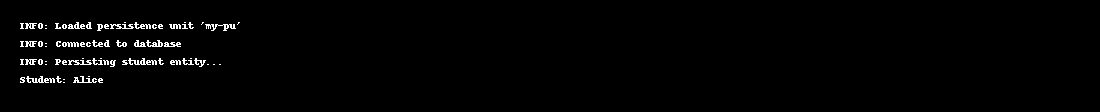 INFO: Loaded persistence unit 'my-pu'
INFO: Connected to database
INFO: Persisting student entity...
Student: Alice